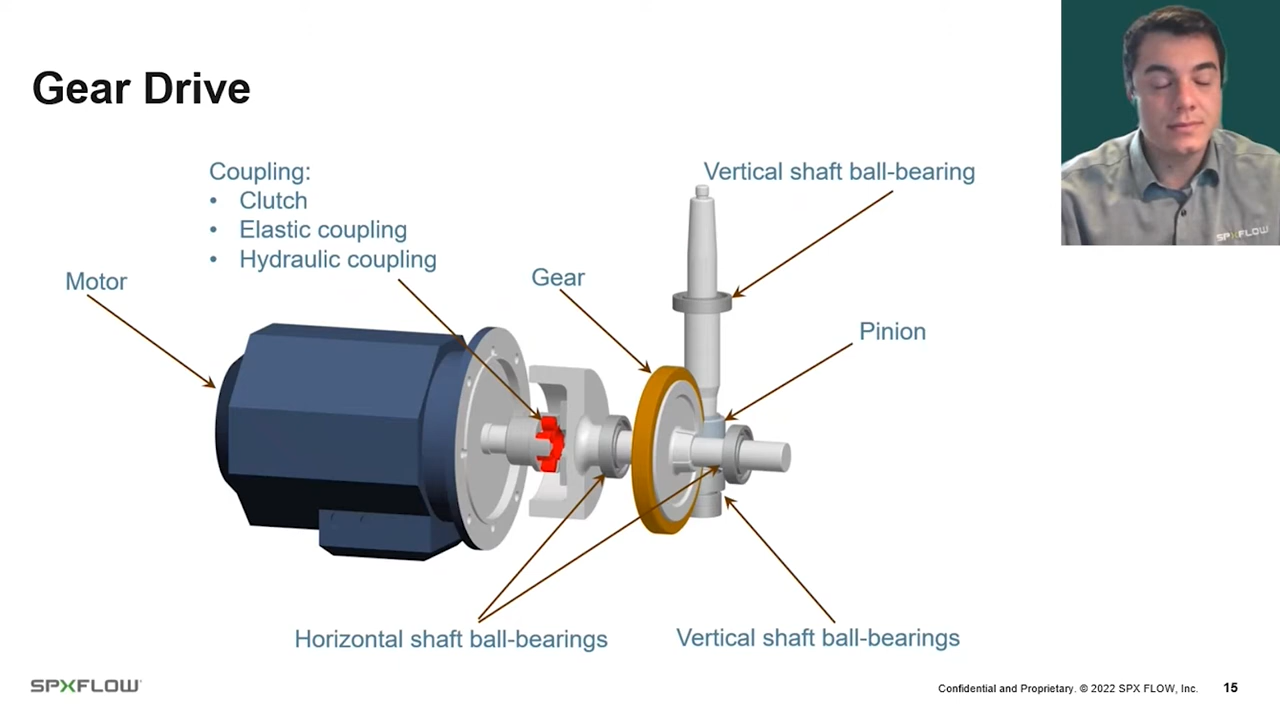 Gear Drive
Coupling:
• Clutch
• Elastic coupling
• Hydraulic coupling
Vertical shaft ball-bearing
Motor
Gear
Pinion
Horizontal shaft ball-bearings
Vertical shaft ball-bearings
SPXFLOW
SPXFLOW
Confidential and Proprietary. © 2022 SPX FLOW, Inc.
15